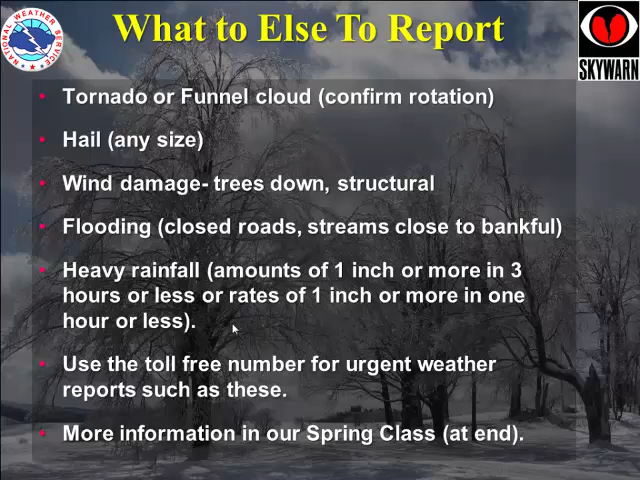 What to Else To Report
NATIONAL WEATHER SERVICE
SKYWARN
• Tornado or Funnel cloud (confirm rotation)
• Hail (any size)
• Wind damage- trees down, structural
• Flooding (closed roads, streams close to bankful)
• Heavy rainfall (amounts of 1 inch or more in 3
hours or less or rates of 1 inch or more in one
hour or less).
• Use the toll free number for urgent weather
reports such as these.
• More information in our Spring Class (at end).